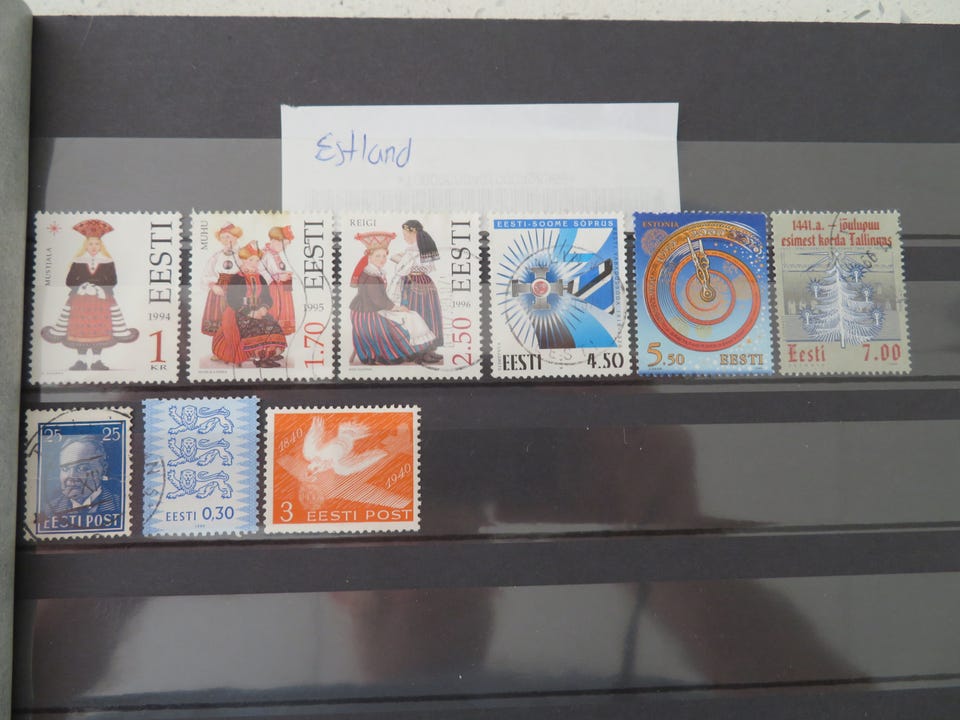 Estland
MUSTJALA
EESTI
1994
1
KR
MUHU
EESTI
1995
1.70
REIGI
EESTI
1996
2.50
EESTI-SOOME SÕPRUS
EESTI
4.50
ESTONIA
5.50
EESTI
1441.a. – jõulupuu
esimest korda Tallinnas
Eesti
7.00
25 25
EESTI POST
EESTI 0,30
1840
1940
3 EESTI POST